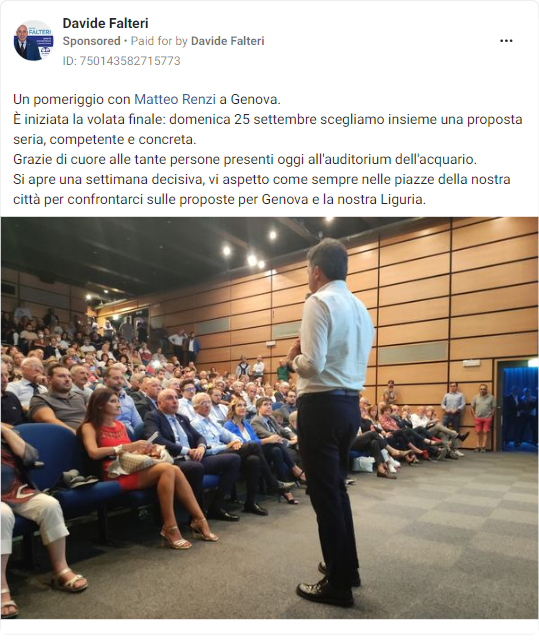 Davide Falteri
Sponsored • Paid for by Davide Falteri
ID: 750143582715773
Un pomeriggio con Matteo Renzi a Genova.
È iniziata la volata finale: domenica 25 settembre scegliamo insieme una proposta
seria, competente e concreta.
Grazie di cuore alle tante persone presenti oggi all'auditorium dell'acquario.
Si apre una settimana decisiva, vi aspetto come sempre nelle piazze della nostra
città per confrontarci sulle proposte per Genova e la nostra Liguria.
FALTERI